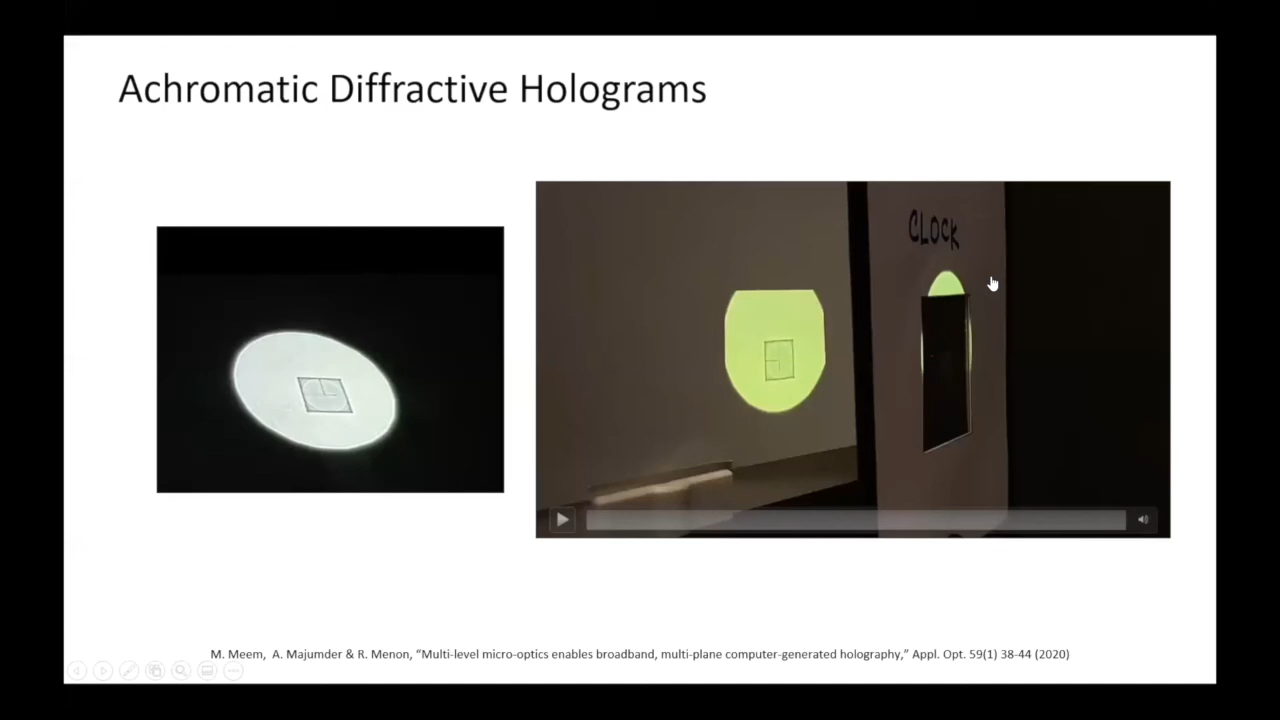 Achromatic Diffractive Holograms
CLOCK
M. Meem, A. Majumder & R. Menon, “Multi-level micro-optics enables broadband, multi-plane computer-generated holography,” Appl. Opt. 59(1) 38-44 (2020)